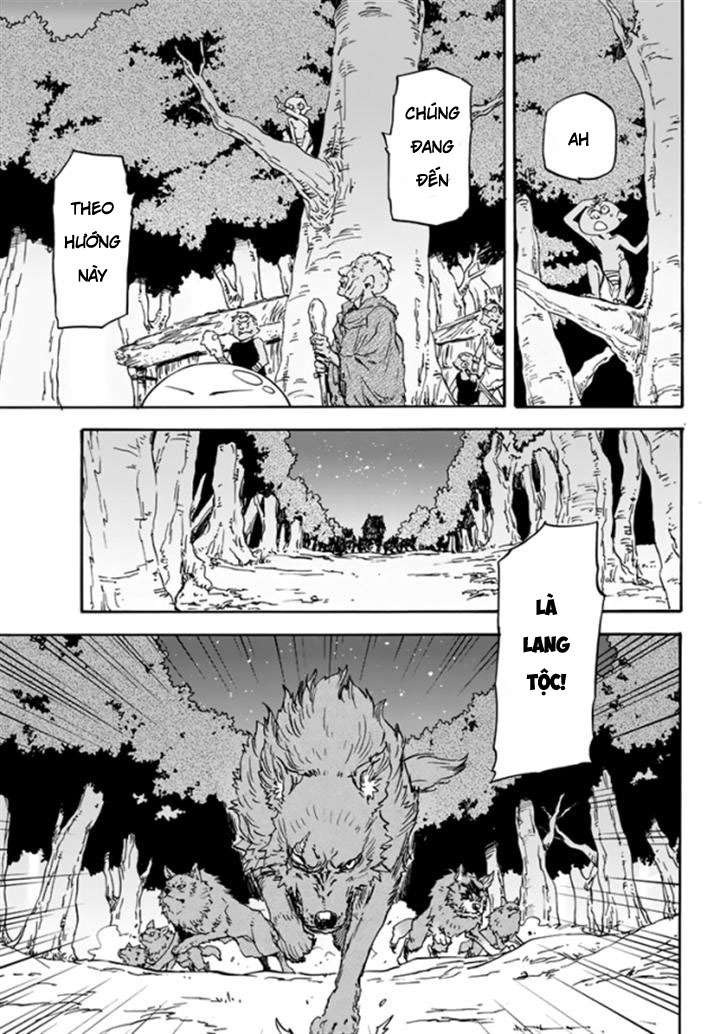 AH
CHÚNG
ĐANG
ĐẾN
THEO
HƯỚNG
NÀY
LÀ
LANG
TỘC!